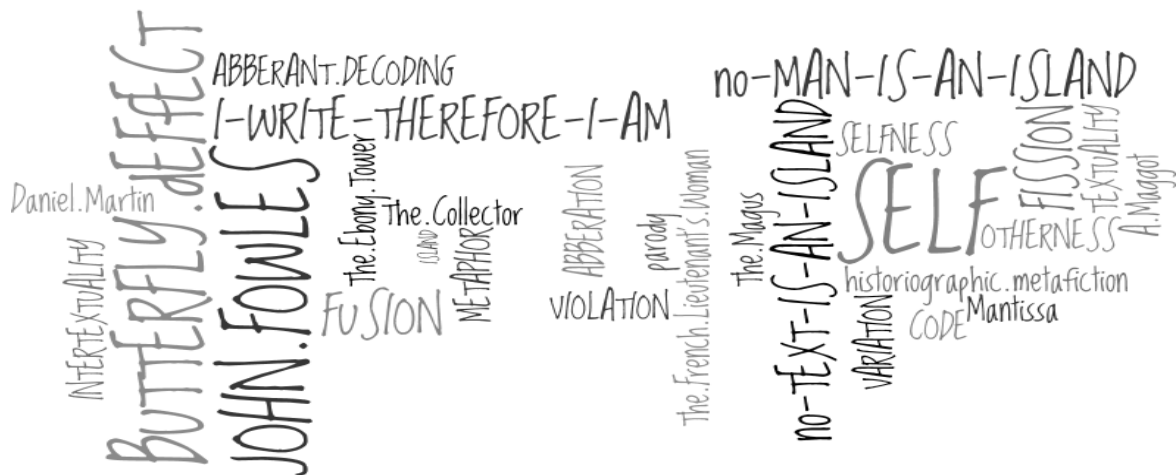 BUTTERFLY.dEFfECT
Daniel.Martin
INTERTEXTUALITY
ABBERANT.DECODING
I-WRITE-THEREFORE-I-AM
JOHN.FOWLES
The.Ebony.Tower
The.Collector
ISLAND
METAPHOR
FUSION
ABBERATION
parody
VIOLATION
The.French.Lieutenant's.Woman
no-MAN-IS-AN-ISLAND
The.Magus
no-TEXT-IS-AN-ISLAND
SELFNESS
SELF
FISSION
TEXTUALITY
A.Maggot
OTHERNESS
historiographic.metafiction
VARIATION
CODE
Mantissa